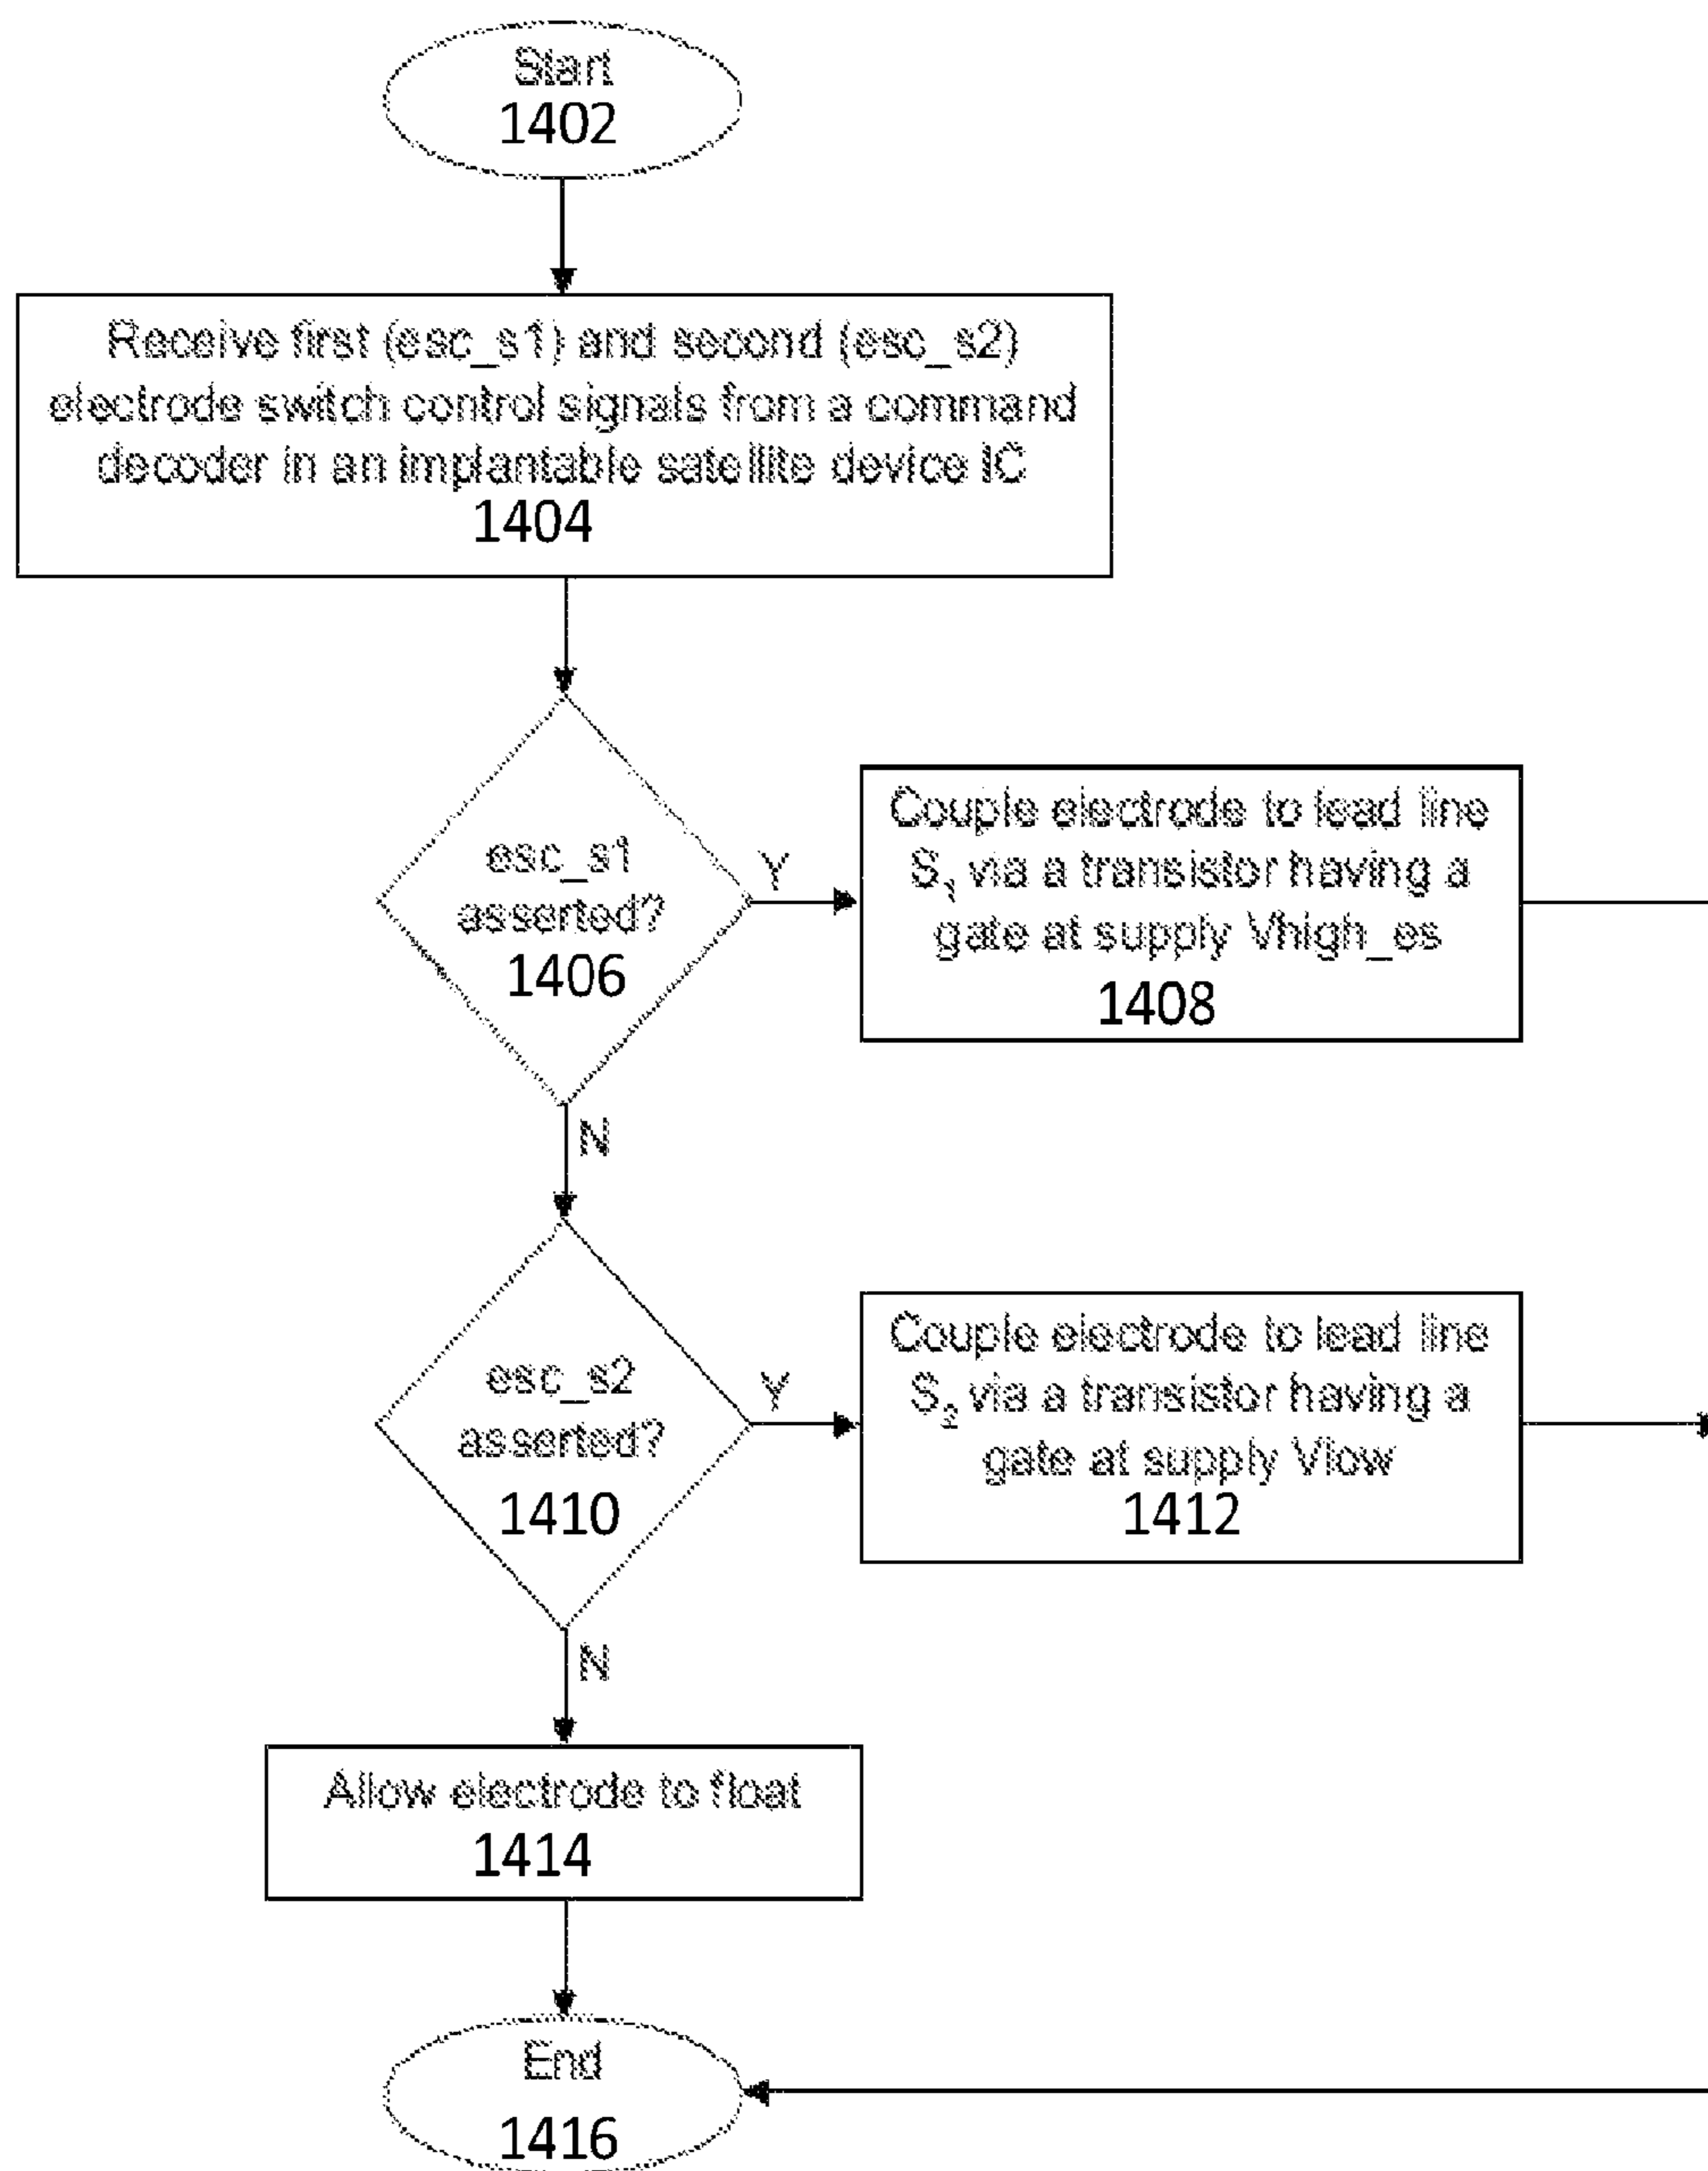 Start
1402
Receive first (esc_s1) and second (esc_s2)
electrode switch control signals from a command
decoder in an implantable satellite device IC
1404
esc_s1
asserted?
1406
Y
Couple electrode to lead line
S₁ via a transistor having a
gate at supply Vhigh_es
1408
N
esc_s2
asserted?
1410
Y
Couple electrode to lead line
S₂ via a transistor having a
gate at supply Vlow
1412
N
Allow electrode to float
1414
End
1416